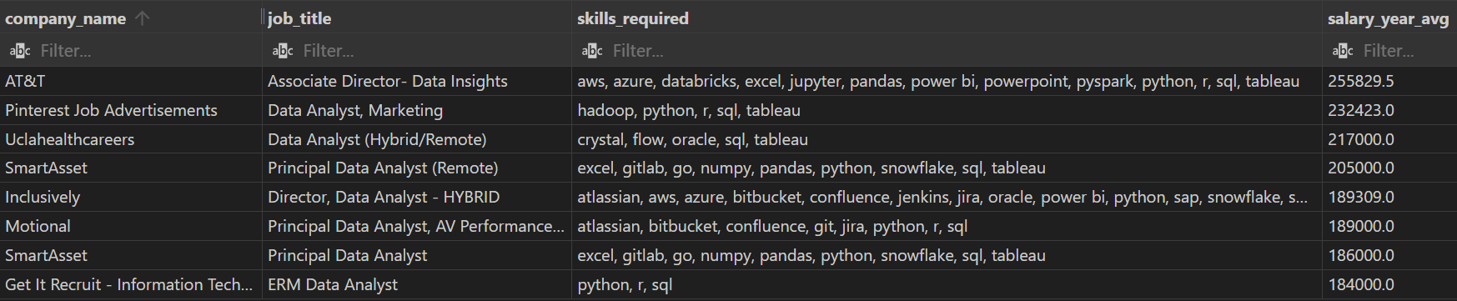 company_name job_title skills_required salary_year_avg
abc Filter... abc Filter... abc Filter... abc Filter...
AT&T Associate Director- Data Insights aws, azure, databricks, excel, jupyter, pandas, power bi, powerpoint, pyspark, python, r, sql, tableau 255829.5
Pinterest Job Advertisements Data Analyst, Marketing hadoop, python, r, sql, tableau 232423.0
Uclahealthcareers Data Analyst (Hybrid/Remote) crystal, flow, oracle, sql, tableau 217000.0
SmartAsset Principal Data Analyst (Remote) excel, gitlab, go, numpy, pandas, python, snowflake, sql, tableau 205000.0
Inclusively Director, Data Analyst - HYBRID atlassian, aws, azure, bitbucket, confluence, jenkins, jira, oracle, power bi, python, sap, snowflake, s... 189309.0
Motional Principal Data Analyst, AV Performance... atlassian, bitbucket, confluence, git, jira, python, r, sql 189000.0
SmartAsset Principal Data Analyst excel, gitlab, go, numpy, pandas, python, snowflake, sql, tableau 186000.0
Get It Recruit - Information Tech... ERM Data Analyst python, r, sql 184000.0